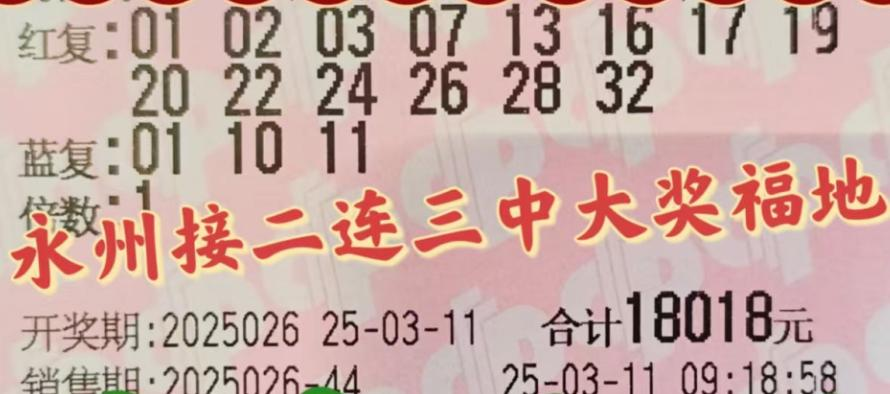 红复:01 02 03 07 13 16 17 19
20 22 24 26 28 32
蓝复:01 10 11
倍数:1
永州接二连三中大奖福地
开奖期:2025026 25-03-11 合计18018元
销售期:2025026-44 25-03-11 09:18:58